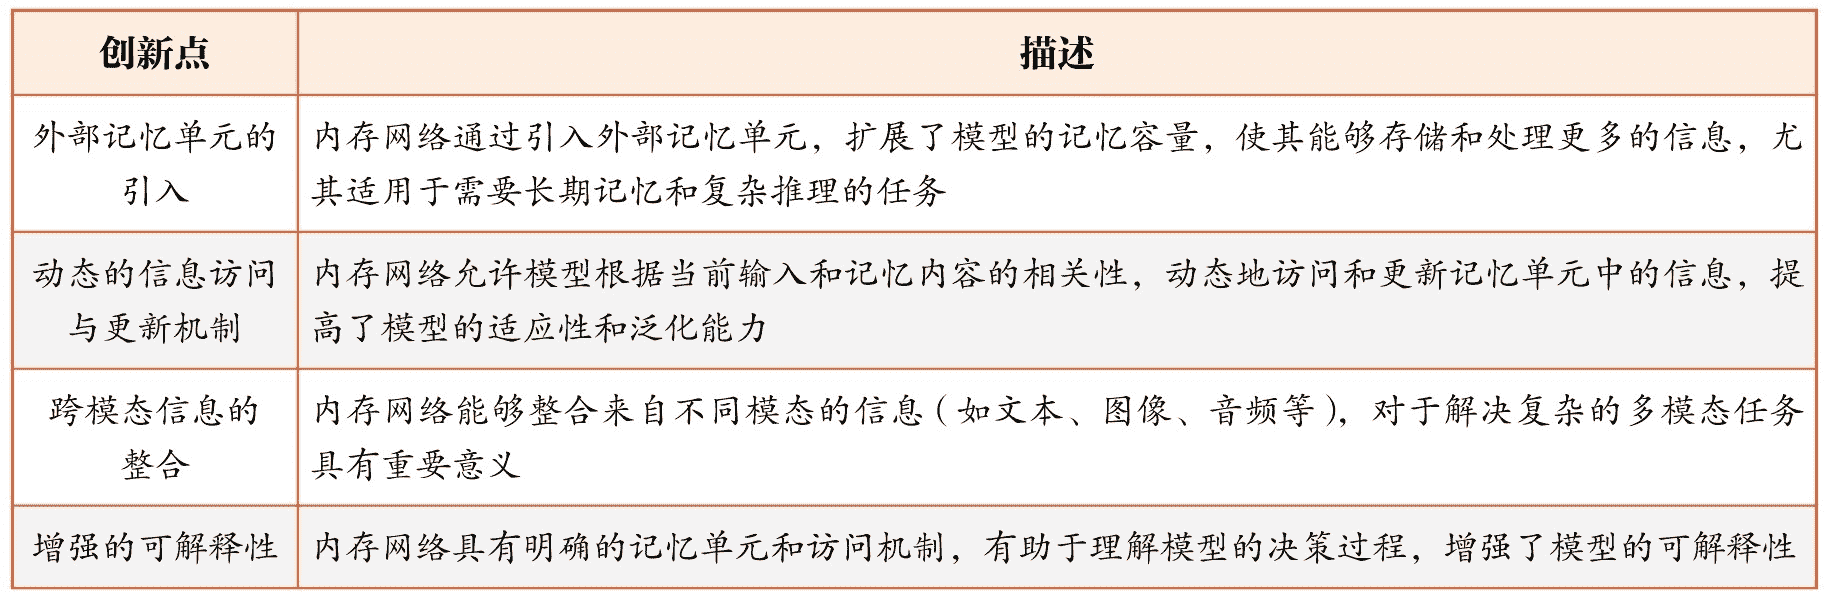 创新点
描述
外部记忆单元的
引入
内存网络通过引入外部记忆单元，扩展了模型的记忆容量，使其能够存储和处理更多的信息，尤
其适用于需要长期记忆和复杂推理的任务
动态的信息访问
与更新机制
内存网络允许模型根据当前输入和记忆内容的相关性，动态地访问和更新记忆单元中的信息，提
高了模型的适应性和泛化能力
跨模态信息的
整合
内存网络能够整合来自不同模态的信息（如文本、图像、音频等），对于解决复杂的多模态任务
具有重要意义
增强的可解释性
内存网络具有明确的记忆单元和访问机制，有助于理解模型的决策过程，增强了模型的可解释性